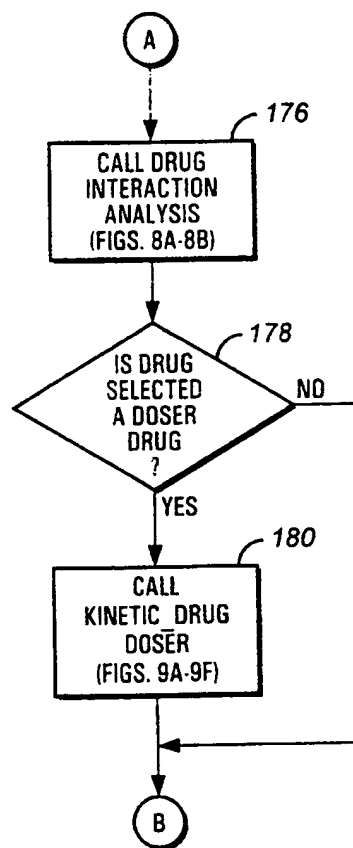 A
176
CALL DRUG
INTERACTION
ANALYSIS
(FIGS. 8A-8B)
178
IS DRUG
SELECTED
A DOSER
DRUG
?
NO
YES
180
CALL
KINETIC_DRUG
DOSER
(FIGS. 9A-9F)
B